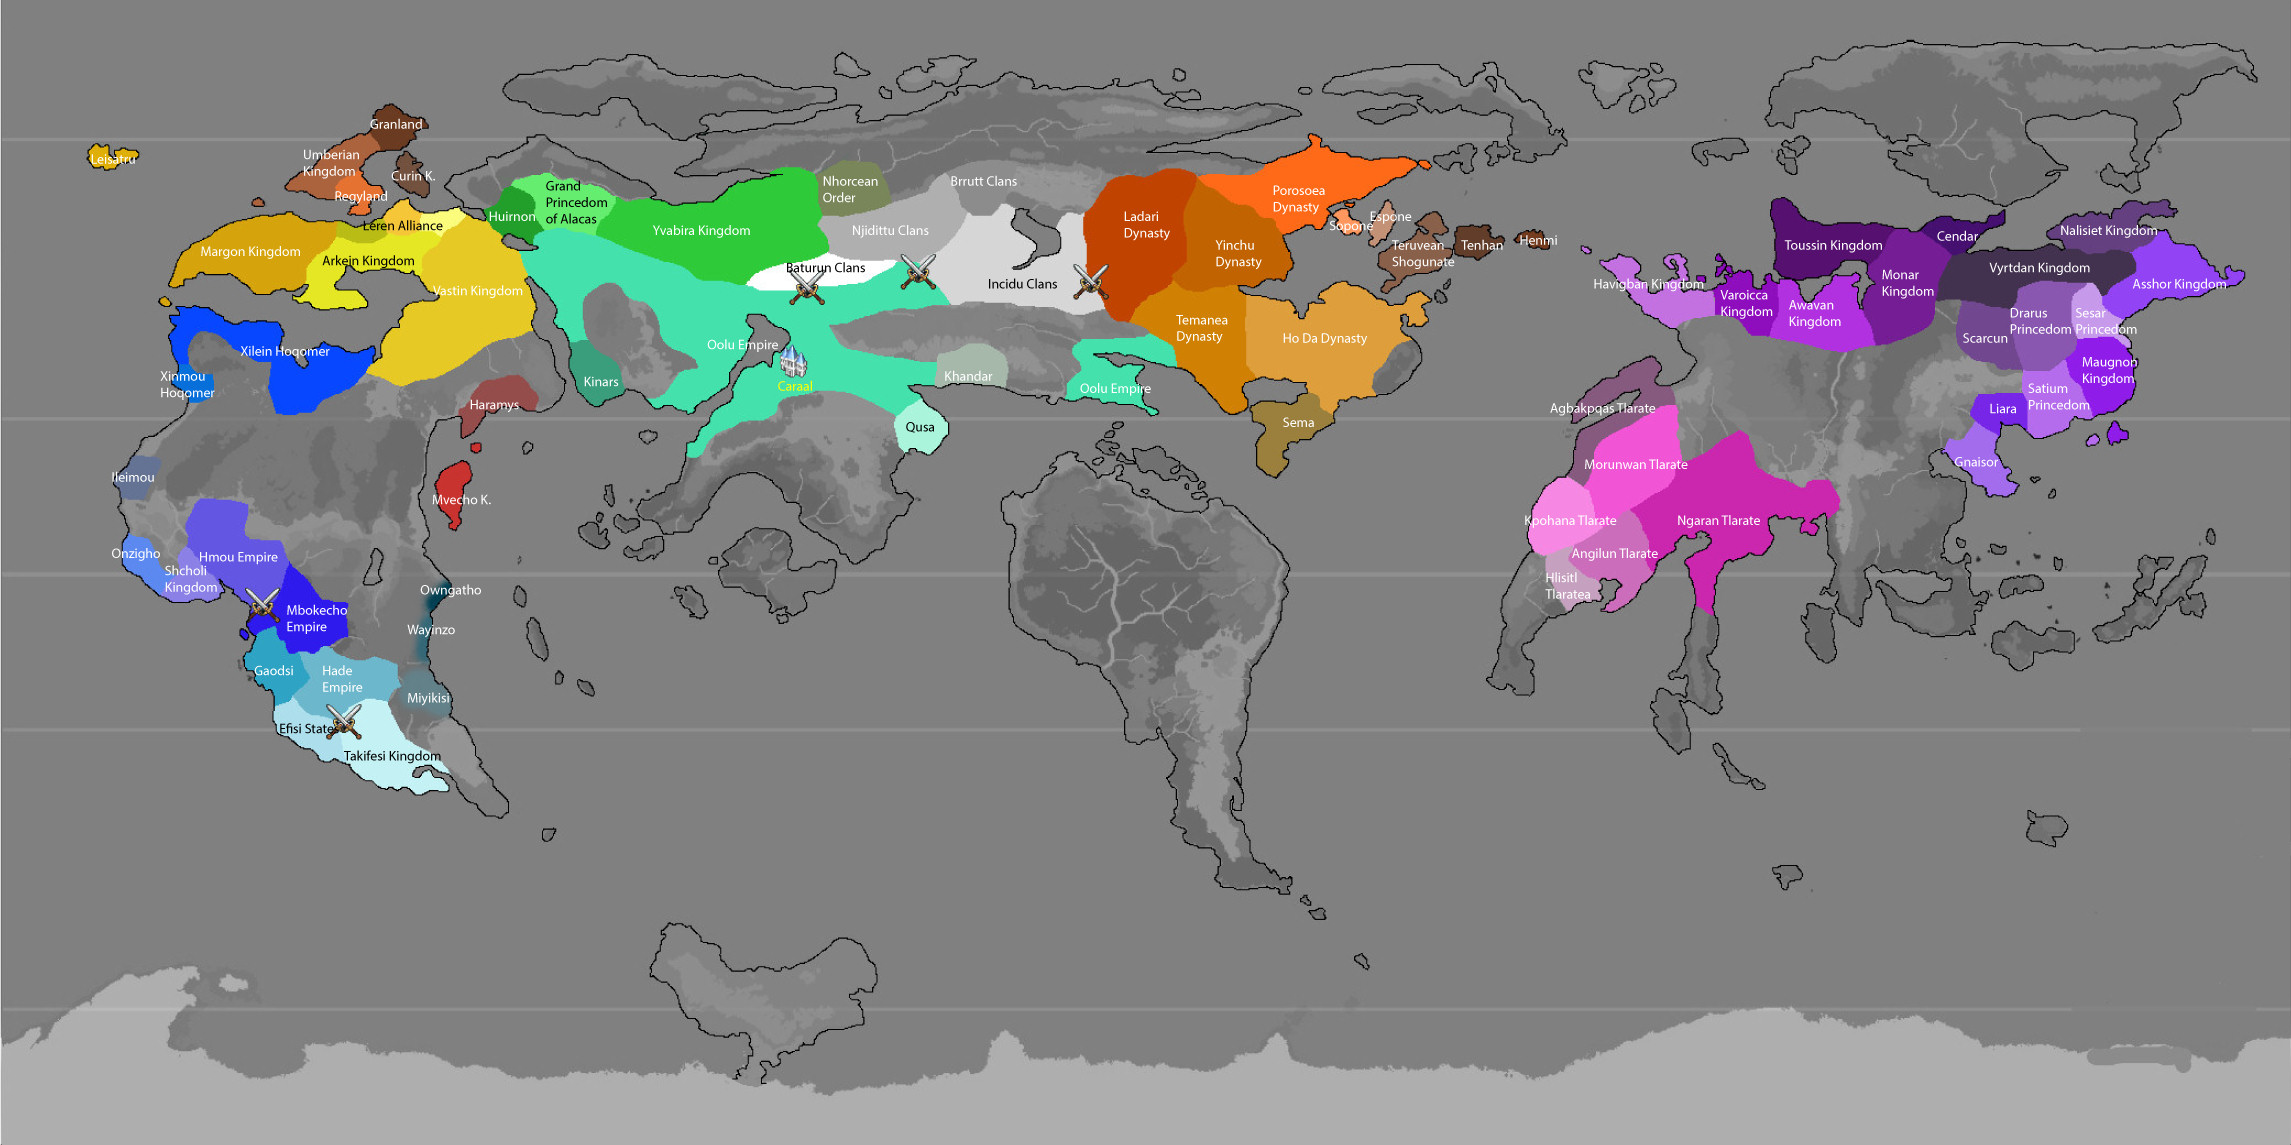 Leisatru
Granland
Umberian
Kingdom
Curin K.
Regyland
Leren Alliance
Margon Kingdom
Arkein Kingdom
Vastin Kingdom
Xilein Hoqomer
Xinmou
Hoqomer
Haramys
Mvecho K.
Ileimou
Onzigho
Hmou Empire
Shcholi
Kingdom
Mbokecho
Empire
Owngatho
Wayinzo
Miyikisi
Gaodsi
Hade
Empire
Efisi States
Takifesi Kingdom
Huirnon
Grand
Princedom
of Alacas
Yvabira Kingdom
Nhorcean
Order
Brrutt Clans
Njidittu Clans
Baturun Clans
Incidu Clans
Oolu Empire
Caraal
Kinars
Khandar
Oolu Empire
Qusa
Ladari
Dynasty
Yinchu
Dynasty
Porosoea
Dynasty
Sopone
Espone
Teruvean
Shogunate
Tenhan
Henmi
Temanea
Dynasty
Ho Da Dynasty
Sema
Havigban Kingdom
Varoicca
Kingdom
Awavan
Kingdom
Toussin Kingdom
Monar
Kingdom
Cendar
Nalisiet Kingdom
Vyrtdan Kingdom
Asshor Kingdom
Drarus
Princedom
Sesar
Princedom
Scarcun
Maugnon
Kingdom
Satium
Princedom
Liara
Gnaisor
Agbakpqas Tlarate
Morunwan Tlarate
Kpohana Tlarate
Ngaran Tlarate
Angilun Tlarate
Hlisitl
Tlaratea